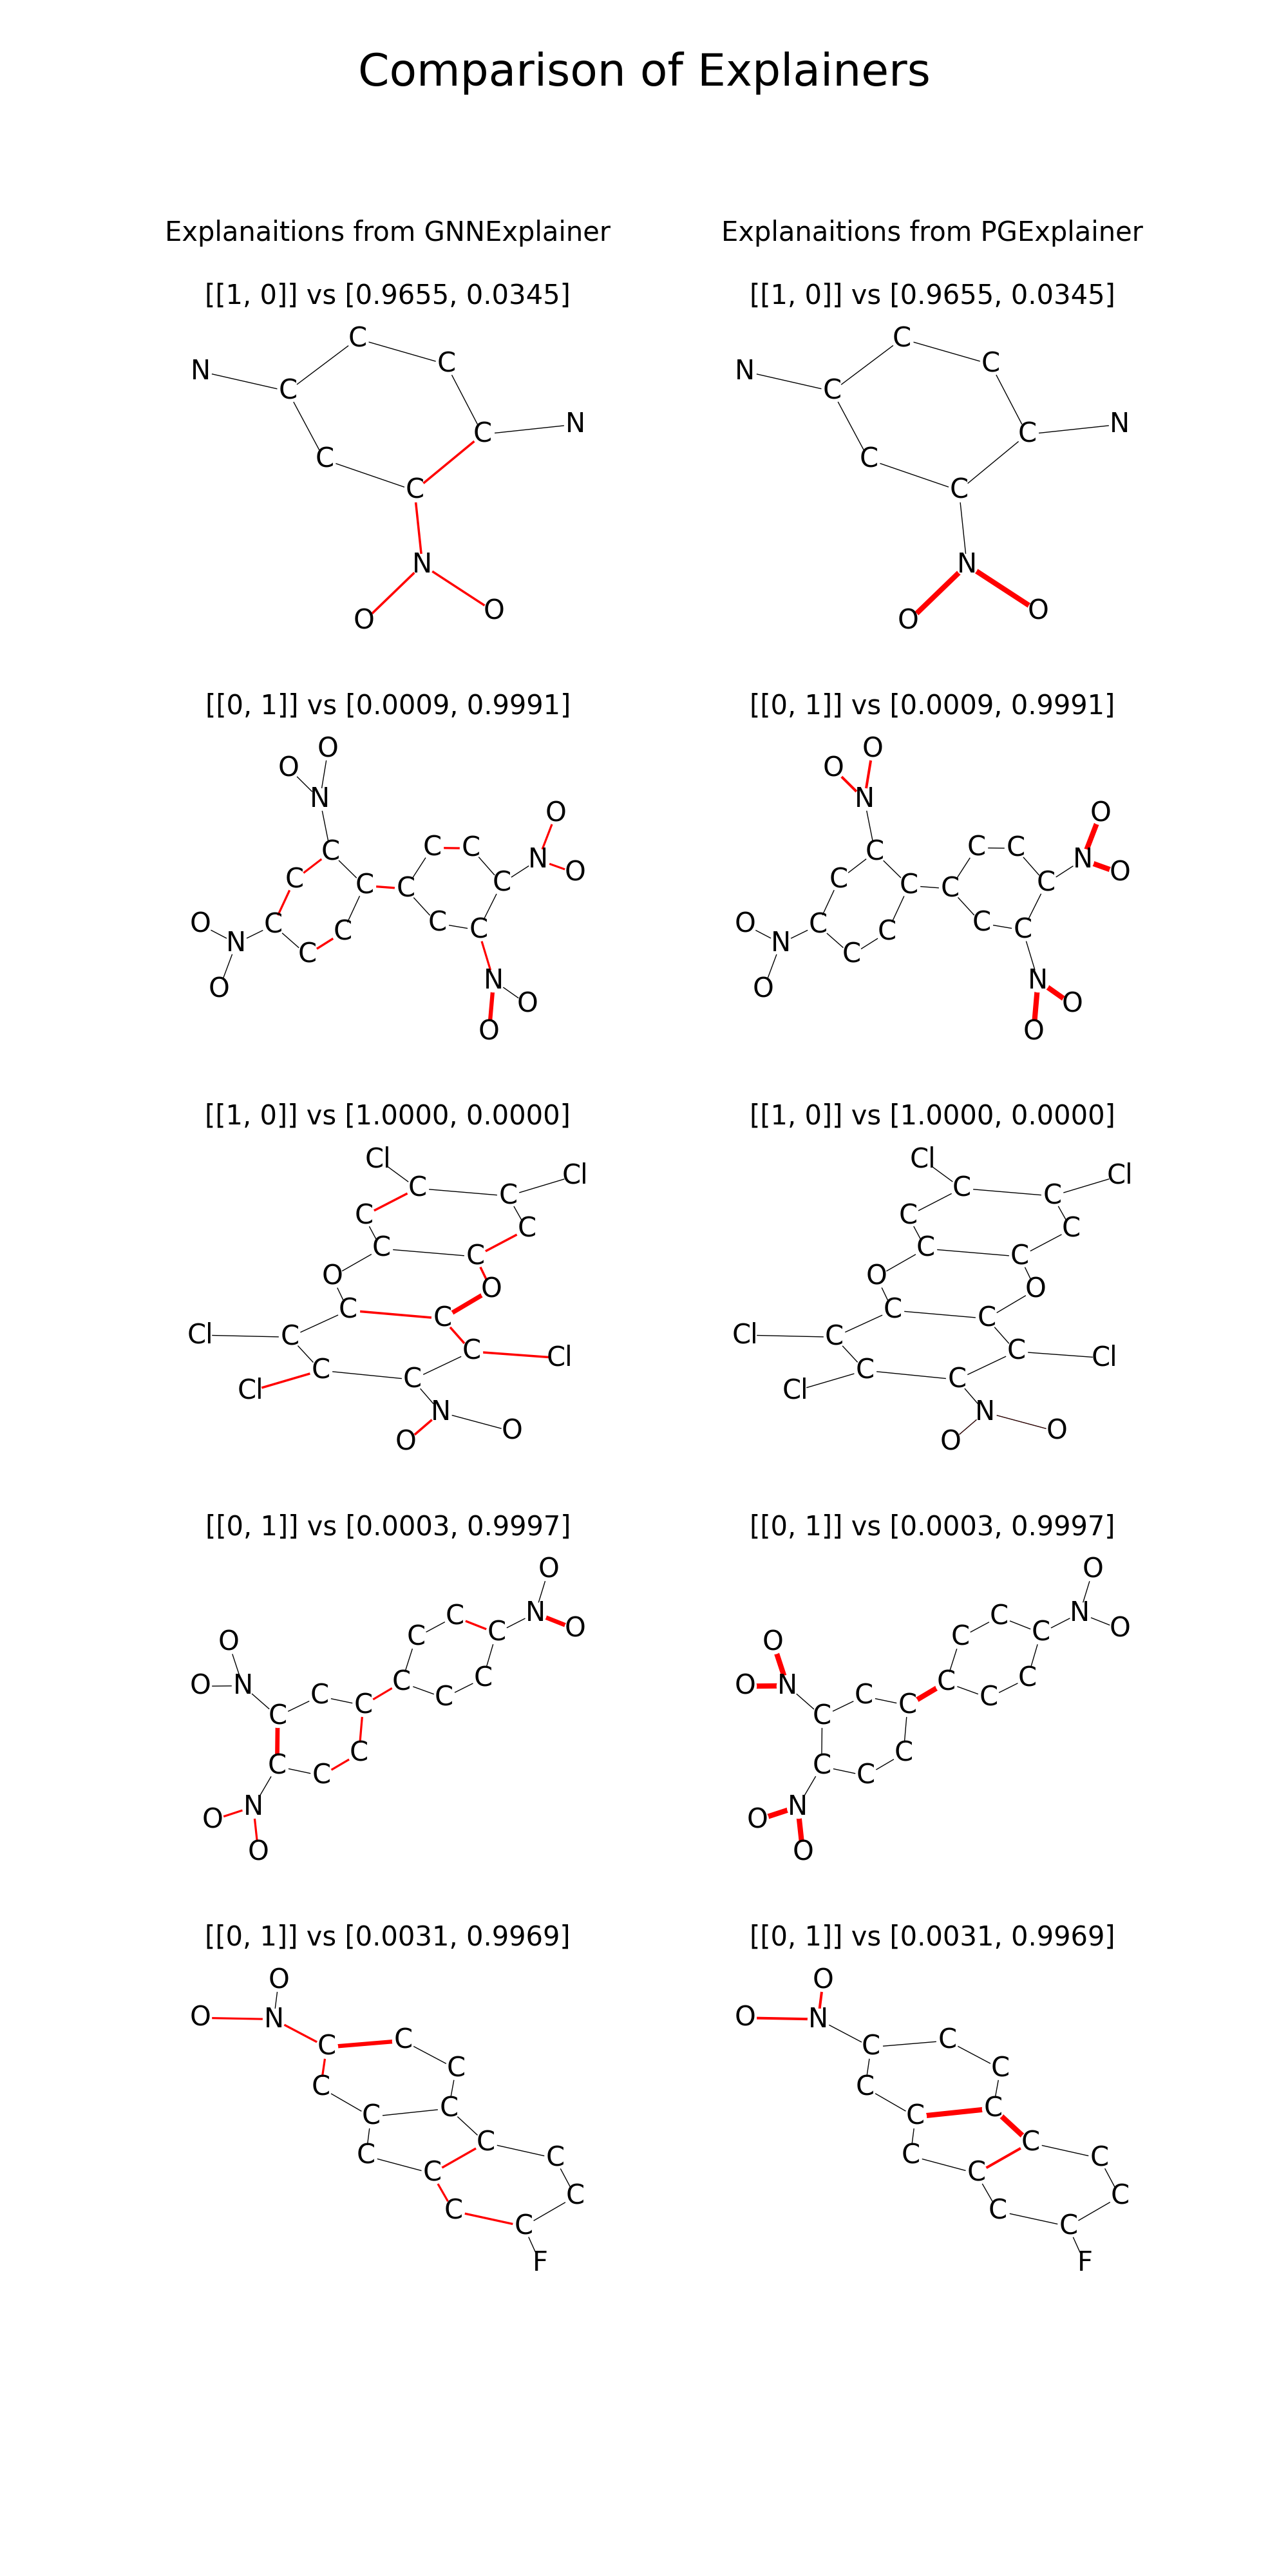 Comparison of Explainers
Explanaitions from GNNExplainer Explanaitions from PGExplainer
[[1, 0]] vs [0.9655, 0.0345] [[1, 0]] vs [0.9655, 0.0345]
C C
C C
N N
C C
N N
C C
C C
C C
N N
O O
O O
[[0, 1]] vs [0.0009, 0.9991] [[0, 1]] vs [0.0009, 0.9991]
O O
O O
N N
O O
C C C C C C
N N
O O
C C
C C C C C C
O C C O C C
C C C C
N N
C C
N N
O O
O O
O O
[[1, 0]] vs [1.0000, 0.0000] [[1, 0]] vs [1.0000, 0.0000]
Cl Cl
Cl Cl
C C C C
C C C C
C C C C
O O
O O
C C C C
Cl C Cl C
C Cl C Cl
C C C C
Cl Cl
N N
O O
O O
[[0, 1]] vs [0.0003, 0.9997] [[0, 1]] vs [0.0003, 0.9997]
O O
C N C N
O O
O C C O C C
O N C C O N C C
C C C C
C C C C
C C
C C C C
N N
O O
O O
[[0, 1]] vs [0.0031, 0.9969] [[0, 1]] vs [0.0031, 0.9969]
O O
O N O N
C C C C
C C
C C
C C C C
C C
C C C C
C C
C C
C C
C C
F F